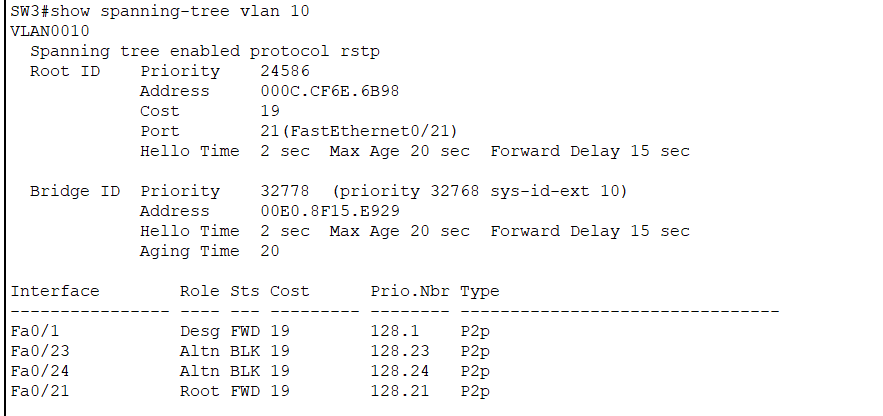 SW3#show spanning-tree vlan 10
VLAN0010
  Spanning tree enabled protocol rstp
  Root ID    Priority    24586
             Address     000C.CF6E.6B98
             Cost        19
             Port        21(FastEthernet0/21)
             Hello Time  2 sec  Max Age 20 sec  Forward Delay 15 sec

  Bridge ID  Priority    32778  (priority 32768 sys-id-ext 10)
             Address     00E0.8F15.E929
             Hello Time  2 sec  Max Age 20 sec  Forward Delay 15 sec
             Aging Time  20

Interface        Role Sts Cost      Prio.Nbr Type
---------------- ---- --- --------- -------- --------------------------------
Fa0/1            Desg FWD 19        128.1    P2p
Fa0/23           Altn BLK 19        128.23   P2p
Fa0/24           Altn BLK 19        128.24   P2p
Fa0/21           Root FWD 19        128.21   P2p